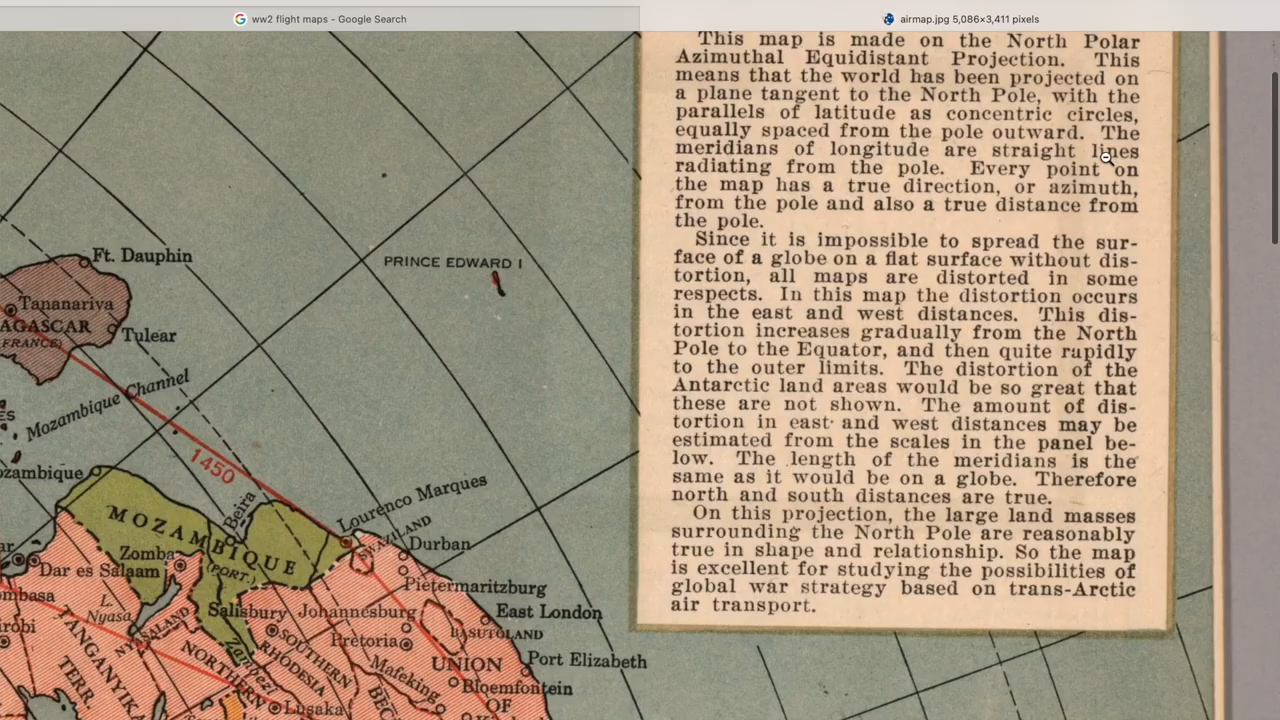 ww2 flight maps - Google Search
airmap.jpg 5,086×3,411 pixels
This map is made on the North Polar
Azimuthal Equidistant Projection. This
means that the world has been projected on
a plane tangent to the North Pole, with the
parallels of latitude as concentric circles,
equally spaced from the pole outward. The
meridians of longitude are straight lines
radiating from the pole. Every point on
the map has a true direction, or azimuth,
from the pole and also a true distance from
the pole.
Since it is impossible to spread the sur-
face of a globe on a flat surface without dis-
tortion, all maps are distorted in some
respects. In this map the distortion occurs
in the east and west distances. This dis-
tortion increases gradually from the North
Pole to the Equator, and then quite rapidly
to the outer limits. The distortion of the
Antarctic land areas would be so great that
these are not shown. The amount of dis-
tortion in east and west distances may be
estimated from the scales in the panel be-
low. The length of the meridians is the
same as it would be on a globe. Therefore
north and south distances are true.
On this projection, the large land masses
surrounding the North Pole are reasonably
true in shape and relationship. So the map
is excellent for studying the possibilities of
global war strategy based on trans-Arctic
air transport.
Ft. Dauphin
PRINCE EDWARD I
Tananariva
AGASCAR
FRANCE)
Tulear
Mozambique Channel
ES
ozambique
1450
Beira
Lourenco Marques
MOZAMBIQUE
(PORT.)
SWAZILAND
Durban
ar
Zomba
Dar es Salaam
Pietermaritzburg
ombasa
L.
Nyasa
Salisbury
Johannesburg
East London
irobi
NYASALAND
Pretoria
BASUTOLAND
TANGANYIKA
TERR.
NORTHERN
Zambezi
SOUTHERN
RHODESIA
Mafeking
UNION
OF
Port Elizabeth
Bloemfontein
Lusaka
BEC